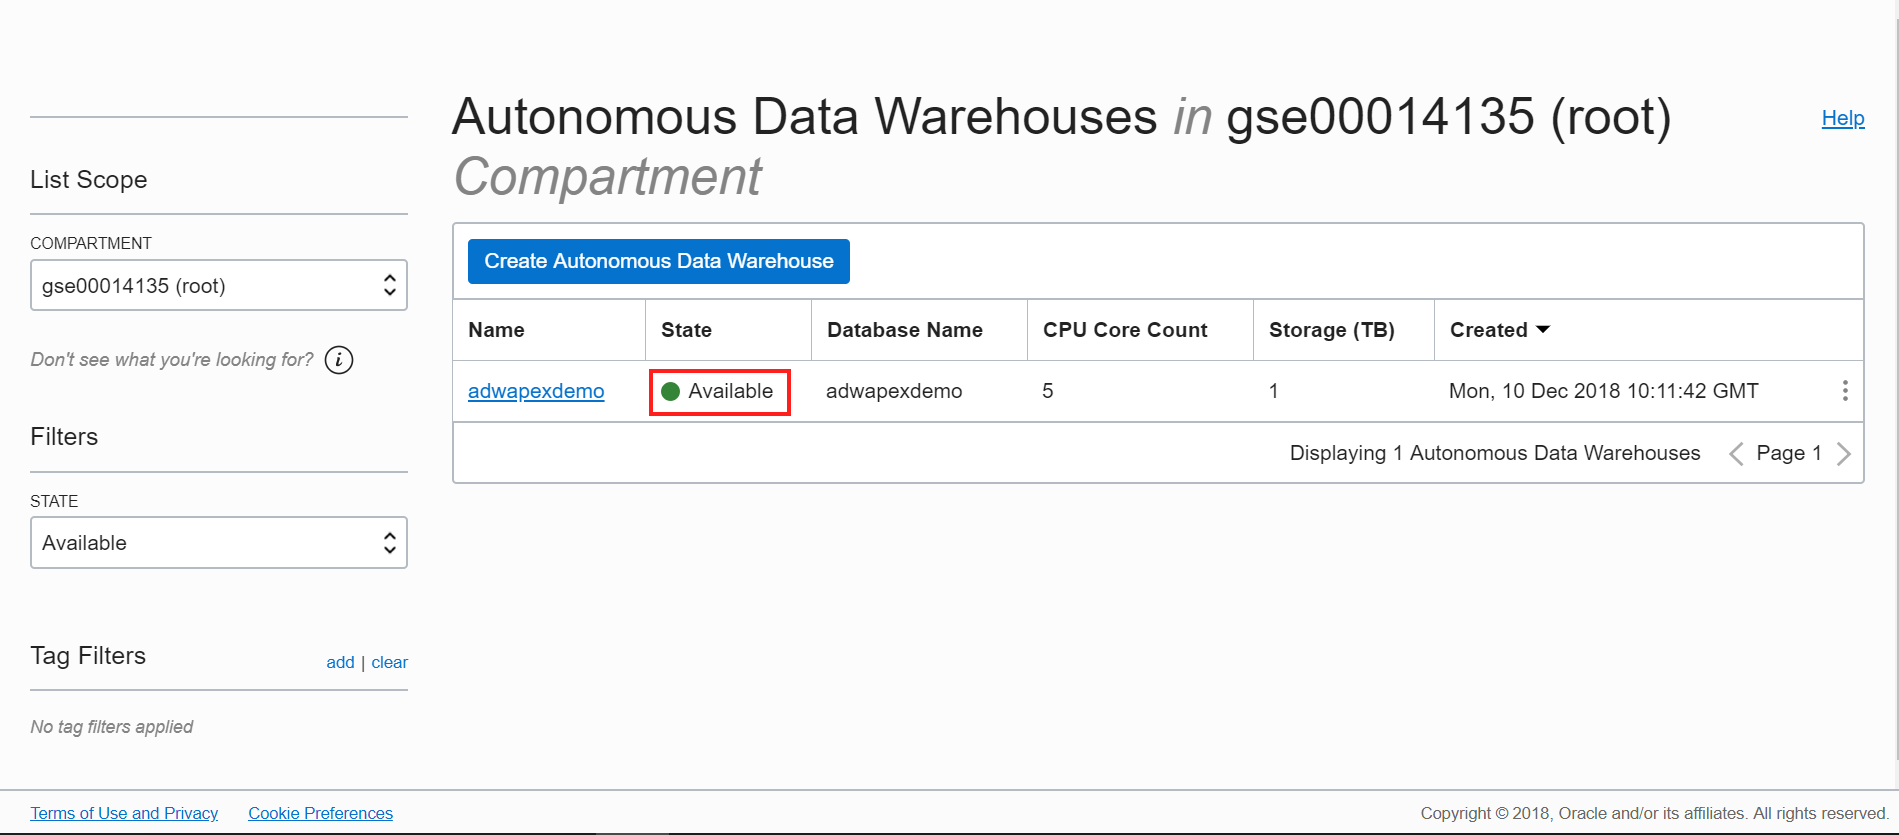 Autonomous Data Warehouses in gse00014135 (root)
Compartment
Help
List Scope
COMPARTMENT
gse00014135 (root)
Don't see what you're looking for? i
Filters
STATE
Available
Tag Filters
add | clear
No tag filters applied
Create Autonomous Data Warehouse
Name State Database Name CPU Core Count Storage (TB) Created
adwapexdemo Available adwapexdemo 5 1 Mon, 10 Dec 2018 10:11:42 GMT
Displaying 1 Autonomous Data Warehouses Page 1
Terms of Use and Privacy Cookie Preferences
Copyright © 2018, Oracle and/or its affiliates. All rights reserved.